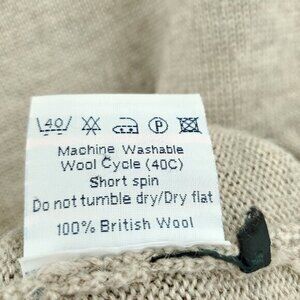 40 P
Machine Washable
Wool Cycle (40C)
Short spin
Do not tumble dry/Dry flat
100% British Wool